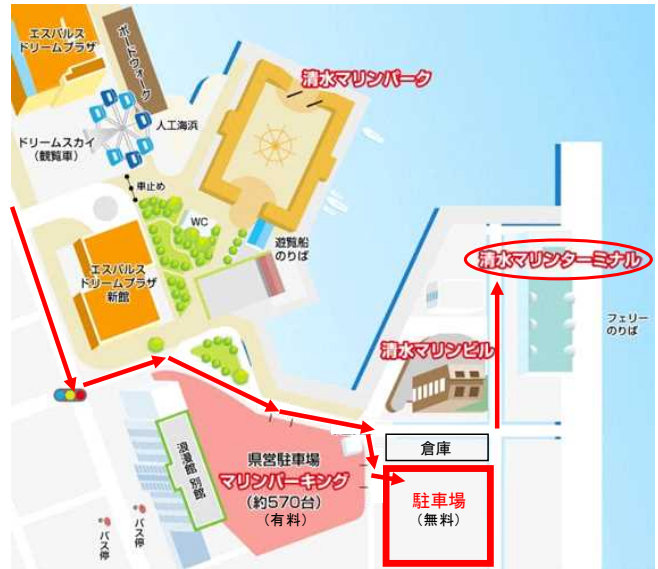 エスパルス
ドリームプラザ
ボードウォーク
清水マリンパーク
人工海浜
ドリームスカイ
（観覧車）
車止め
WC
遊覧船
のりば
清水マリンターミナル
エスパルス
ドリームプラザ
新館
フェリー
のりば
清水マリンビル
倉庫
浪漫館 別館
県営駐車場
マリンパーキング
（約570台）
（有料）
駐車場
（無料）
バス停
バス停